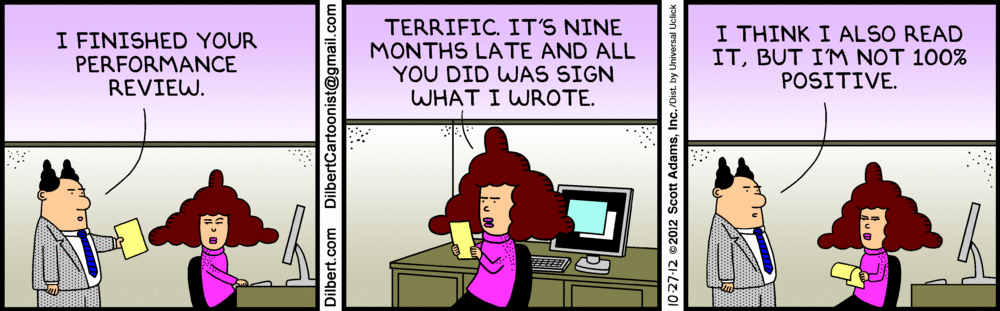 I FINISHED YOUR
PERFORMANCE
REVIEW.
Dilbert.com DilbertCartoonist@gmail.com
TERRIFIC. IT'S NINE
MONTHS LATE AND ALL
YOU DID WAS SIGN
WHAT I WROTE.
10-27-12 ©2012 Scott Adams, Inc. /Dist. by Universal Uclick
I THINK I ALSO READ
IT, BUT I'M NOT 100%
POSITIVE.